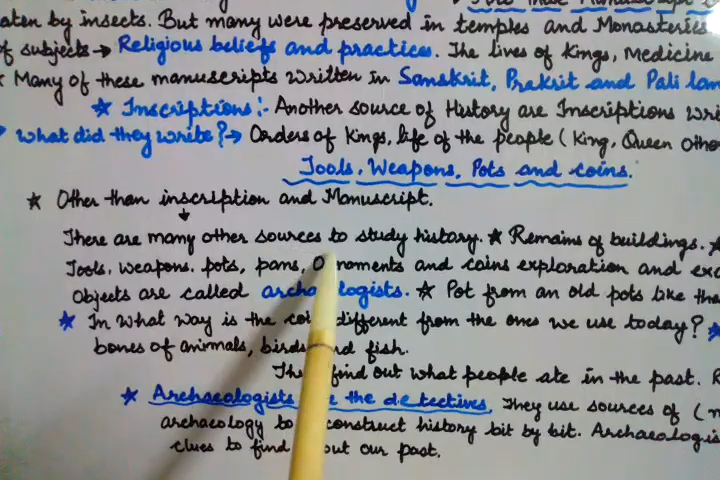 aten by insects. But many were preserved in temples and Monasteries
of subjects → Religious beliefs and practices. The lives of Kings, Medicine
★ Many of these manuscripts written in Sanskrit, Prakrit and Pali lan
★ Inscriptions:- Another source of History are Inscriptions wri
What did they write? → Orders of Kings, life of the people (King, Queen othe
Tools, Weapons, Pots and coins.
★ Other than inscription and Manuscript.
There are many other sources to study history. ★ Remains of buildings. ★
Tools, weapons. pots, pans, and coins exploration and exc
Objects are called ★ Pot from an old pots like the
★ In What way is the different from the ones we use today? ★
bones of animals, fish.
find out what people ate in the past.
★ Archaeologists the detectives, They use sources of (
archaeology to history bit by bit. Archaeologis
clues to find our past.